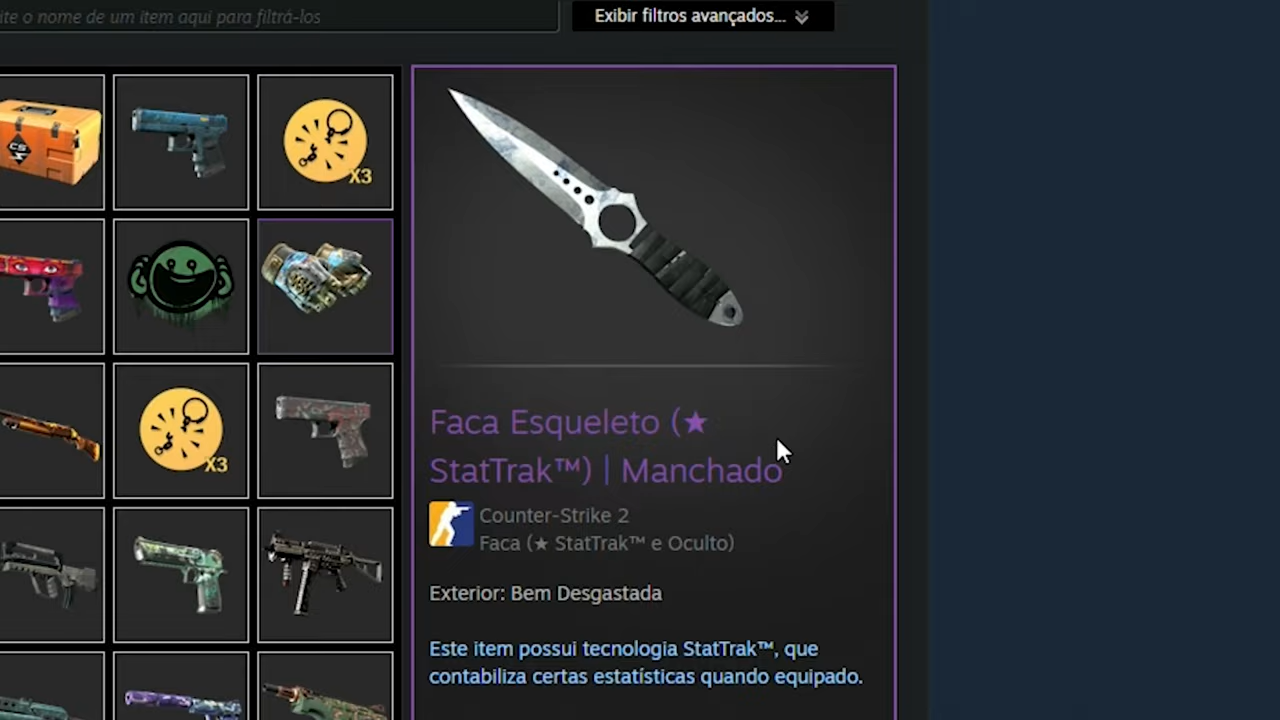 ite o nome de um item aqui para filtrá-los
Exibir filtros avançados...
CS
X3
X3
Faca Esqueleto (★
StatTrak™) | Manchado
Counter-Strike 2
Faca (★ StatTrak™ e Oculto)
Exterior: Bem Desgastada
Este item possui tecnologia StatTrak™, que
contabiliza certas estatísticas quando equipado.